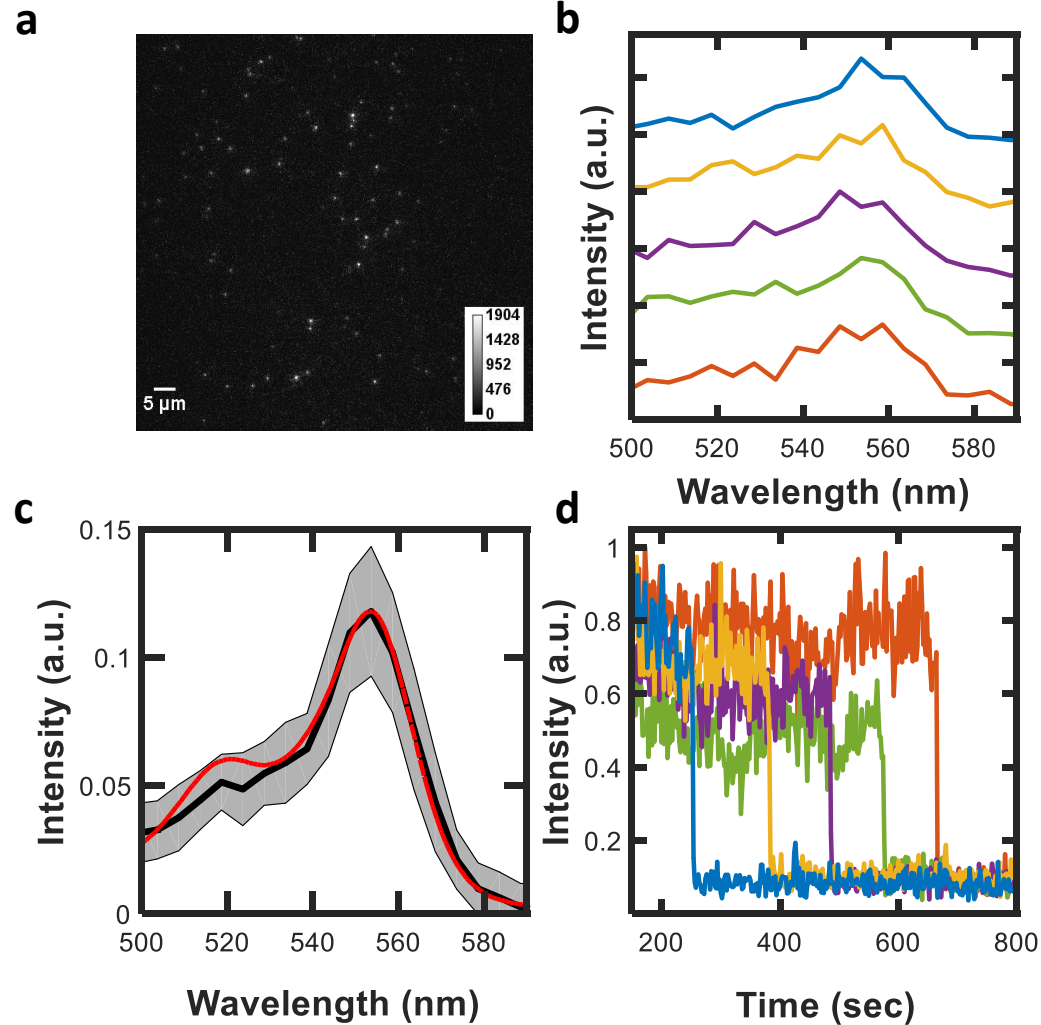 a
1904
1428
952
476
0
5 μm
b
Intensity (a.u.)
500 520 540 560 580
Wavelength (nm)
c
0.15
0.1
0.05
0
Intensity (a.u.)
500 520 540 560 580
Wavelength (nm)
d
1
0.8
0.6
0.4
0.2
Intensity (a.u.)
200 400 600 800
Time (sec)